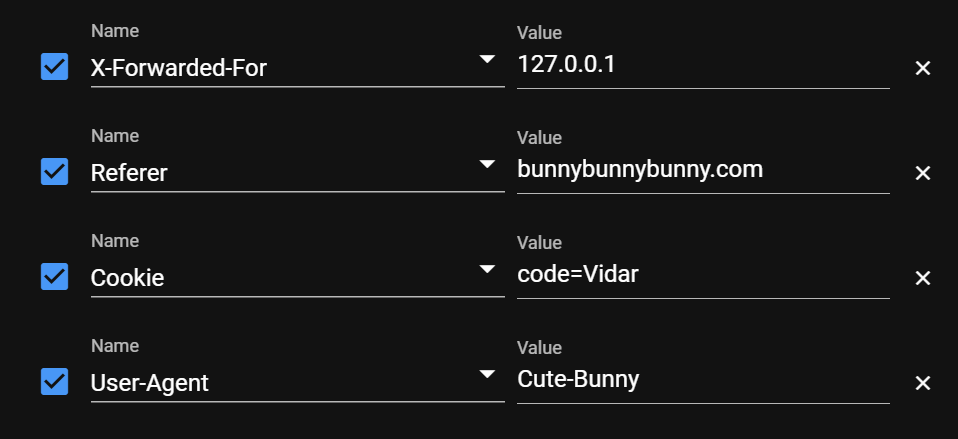 Name Value
X-Forwarded-For 127.0.0.1
Name Value
Referer bunnybunnybunny.com
Name Value
Cookie code=Vidar
Name Value
User-Agent Cute-Bunny